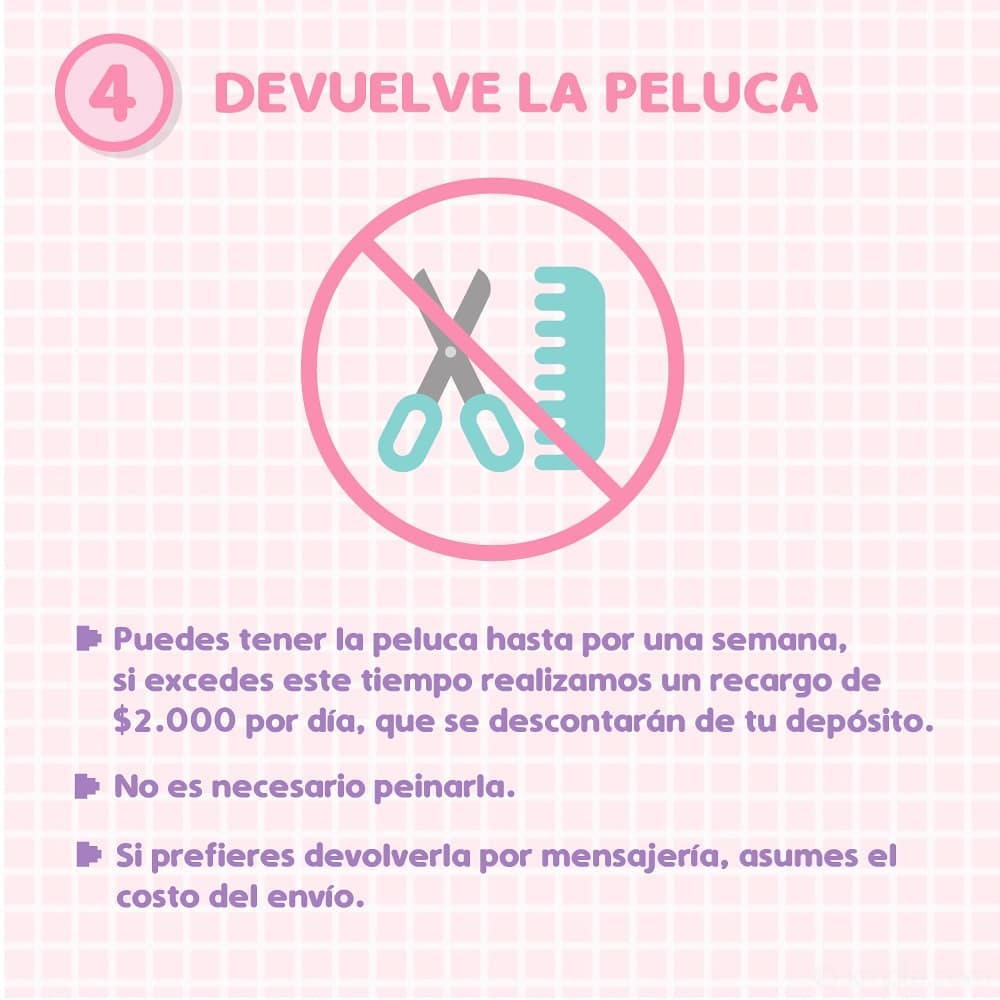 4
DEVUELVE LA PELUCA
Puedes tener la peluca hasta por una semana,
si excedes este tiempo realizamos un recargo de
$2.000 por día, que se descontarán de tu depósito.
No es necesario peinarla.
Si prefieres devolverla por mensajería, asumes el
costo del envío.